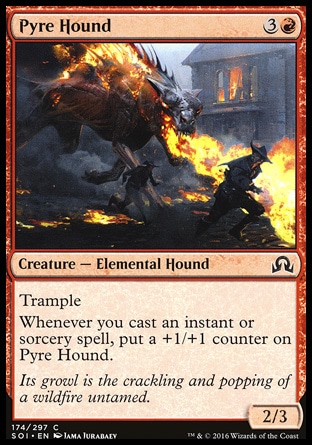 Pyre Hound 3
Creature — Elemental Hound
Trample
Whenever you cast an instant or
sorcery spell, put a +1/+1 counter on
Pyre Hound.
Its growl is the crackling and popping of
a wildfire untamed.
2/3
174/297 C
SOI • EN Jama Jurabaev
™ & © 2016 Wizards of the Coast